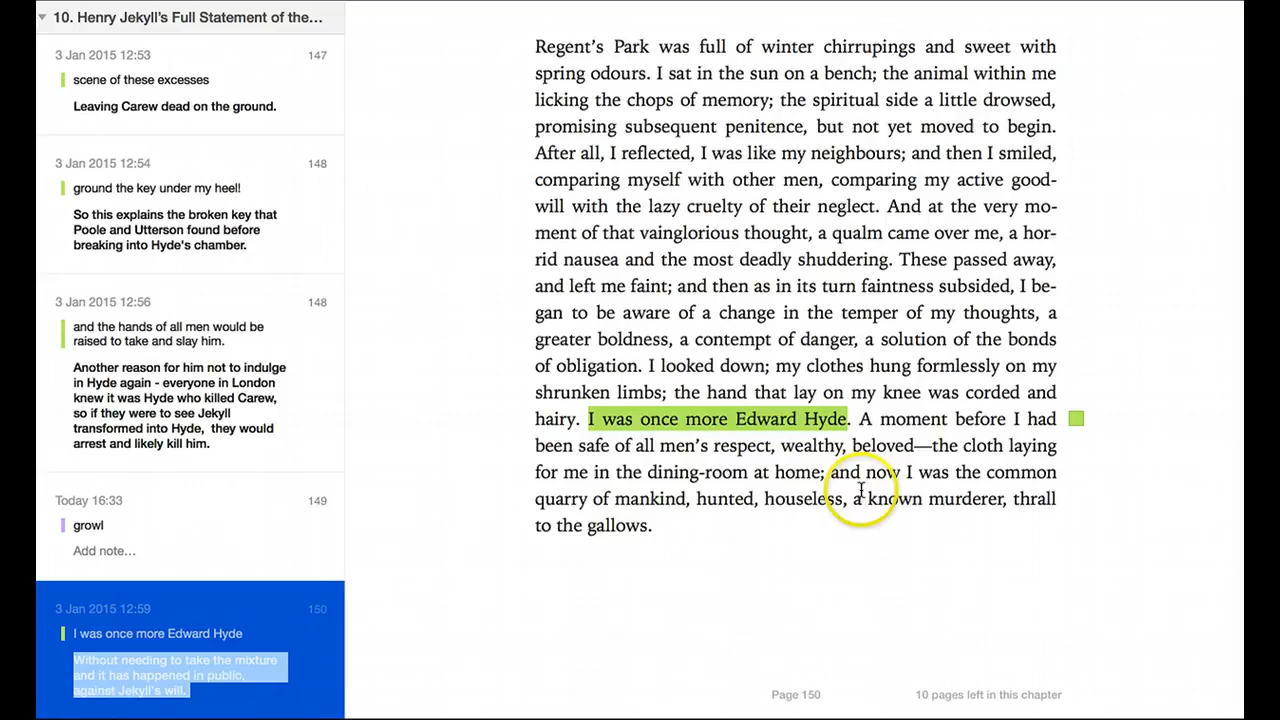 10. Henry Jekyll's Full Statement of the…
3 Jan 2015 12:53 147
scene of these excesses
Leaving Carew dead on the ground.
3 Jan 2015 12:54 148
ground the key under my heel!
So this explains the broken key that
Poole and Utterson found before
breaking into Hyde's chamber.
3 Jan 2015 12:56 148
and the hands of all men would be
raised to take and slay him.
Another reason for him not to indulge
in Hyde again - everyone in London
knew it was Hyde who killed Carew,
so if they were to see Jekyll
transformed into Hyde,  they would
arrest and likely kill him.
Today 16:33 149
growl
Add note…
3 Jan 2015 12:59 150
I was once more Edward Hyde
Without needing to take the mixture
and it has happened in public,
against Jekyll's will.
Regent's Park was full of winter chirrupings and sweet with
spring odours. I sat in the sun on a bench; the animal within me
licking the chops of memory; the spiritual side a little drowsed,
promising subsequent penitence, but not yet moved to begin.
After all, I reflected, I was like my neighbours; and then I smiled,
comparing myself with other men, comparing my active good-
will with the lazy cruelty of their neglect. And at the very mo-
ment of that vainglorious thought, a qualm came over me, a hor-
rid nausea and the most deadly shuddering. These passed away,
and left me faint; and then as in its turn faintness subsided, I be-
gan to be aware of a change in the temper of my thoughts, a
greater boldness, a contempt of danger, a solution of the bonds
of obligation. I looked down; my clothes hung formlessly on my
shrunken limbs; the hand that lay on my knee was corded and
hairy. I was once more Edward Hyde. A moment before I had
been safe of all men's respect, wealthy, beloved—the cloth laying
for me in the dining-room at home; and now I was the common
quarry of mankind, hunted, houseless, a known murderer, thrall
to the gallows.
Page 150 10 pages left in this chapter